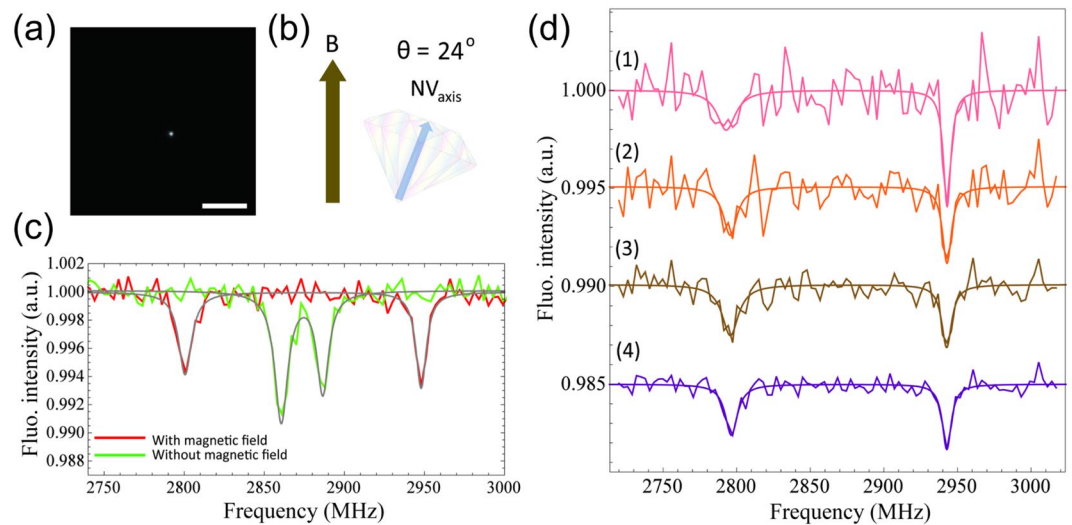 (a)
(b)
B
θ = 24°
NVaxis
(c)
Fluo. intensity (a.u.)
1.002
1.000
0.998
0.996
0.994
0.992
0.990
0.988
With magnetic field
Without magnetic field
2750 2800 2850 2900 2950 3000
Frequency (MHz)
(d)
Fluo. intensity (a.u.)
1.000
0.995
0.990
0.985
(1)
(2)
(3)
(4)
2750 2800 2850 2900 2950 3000
Frequency (MHz)